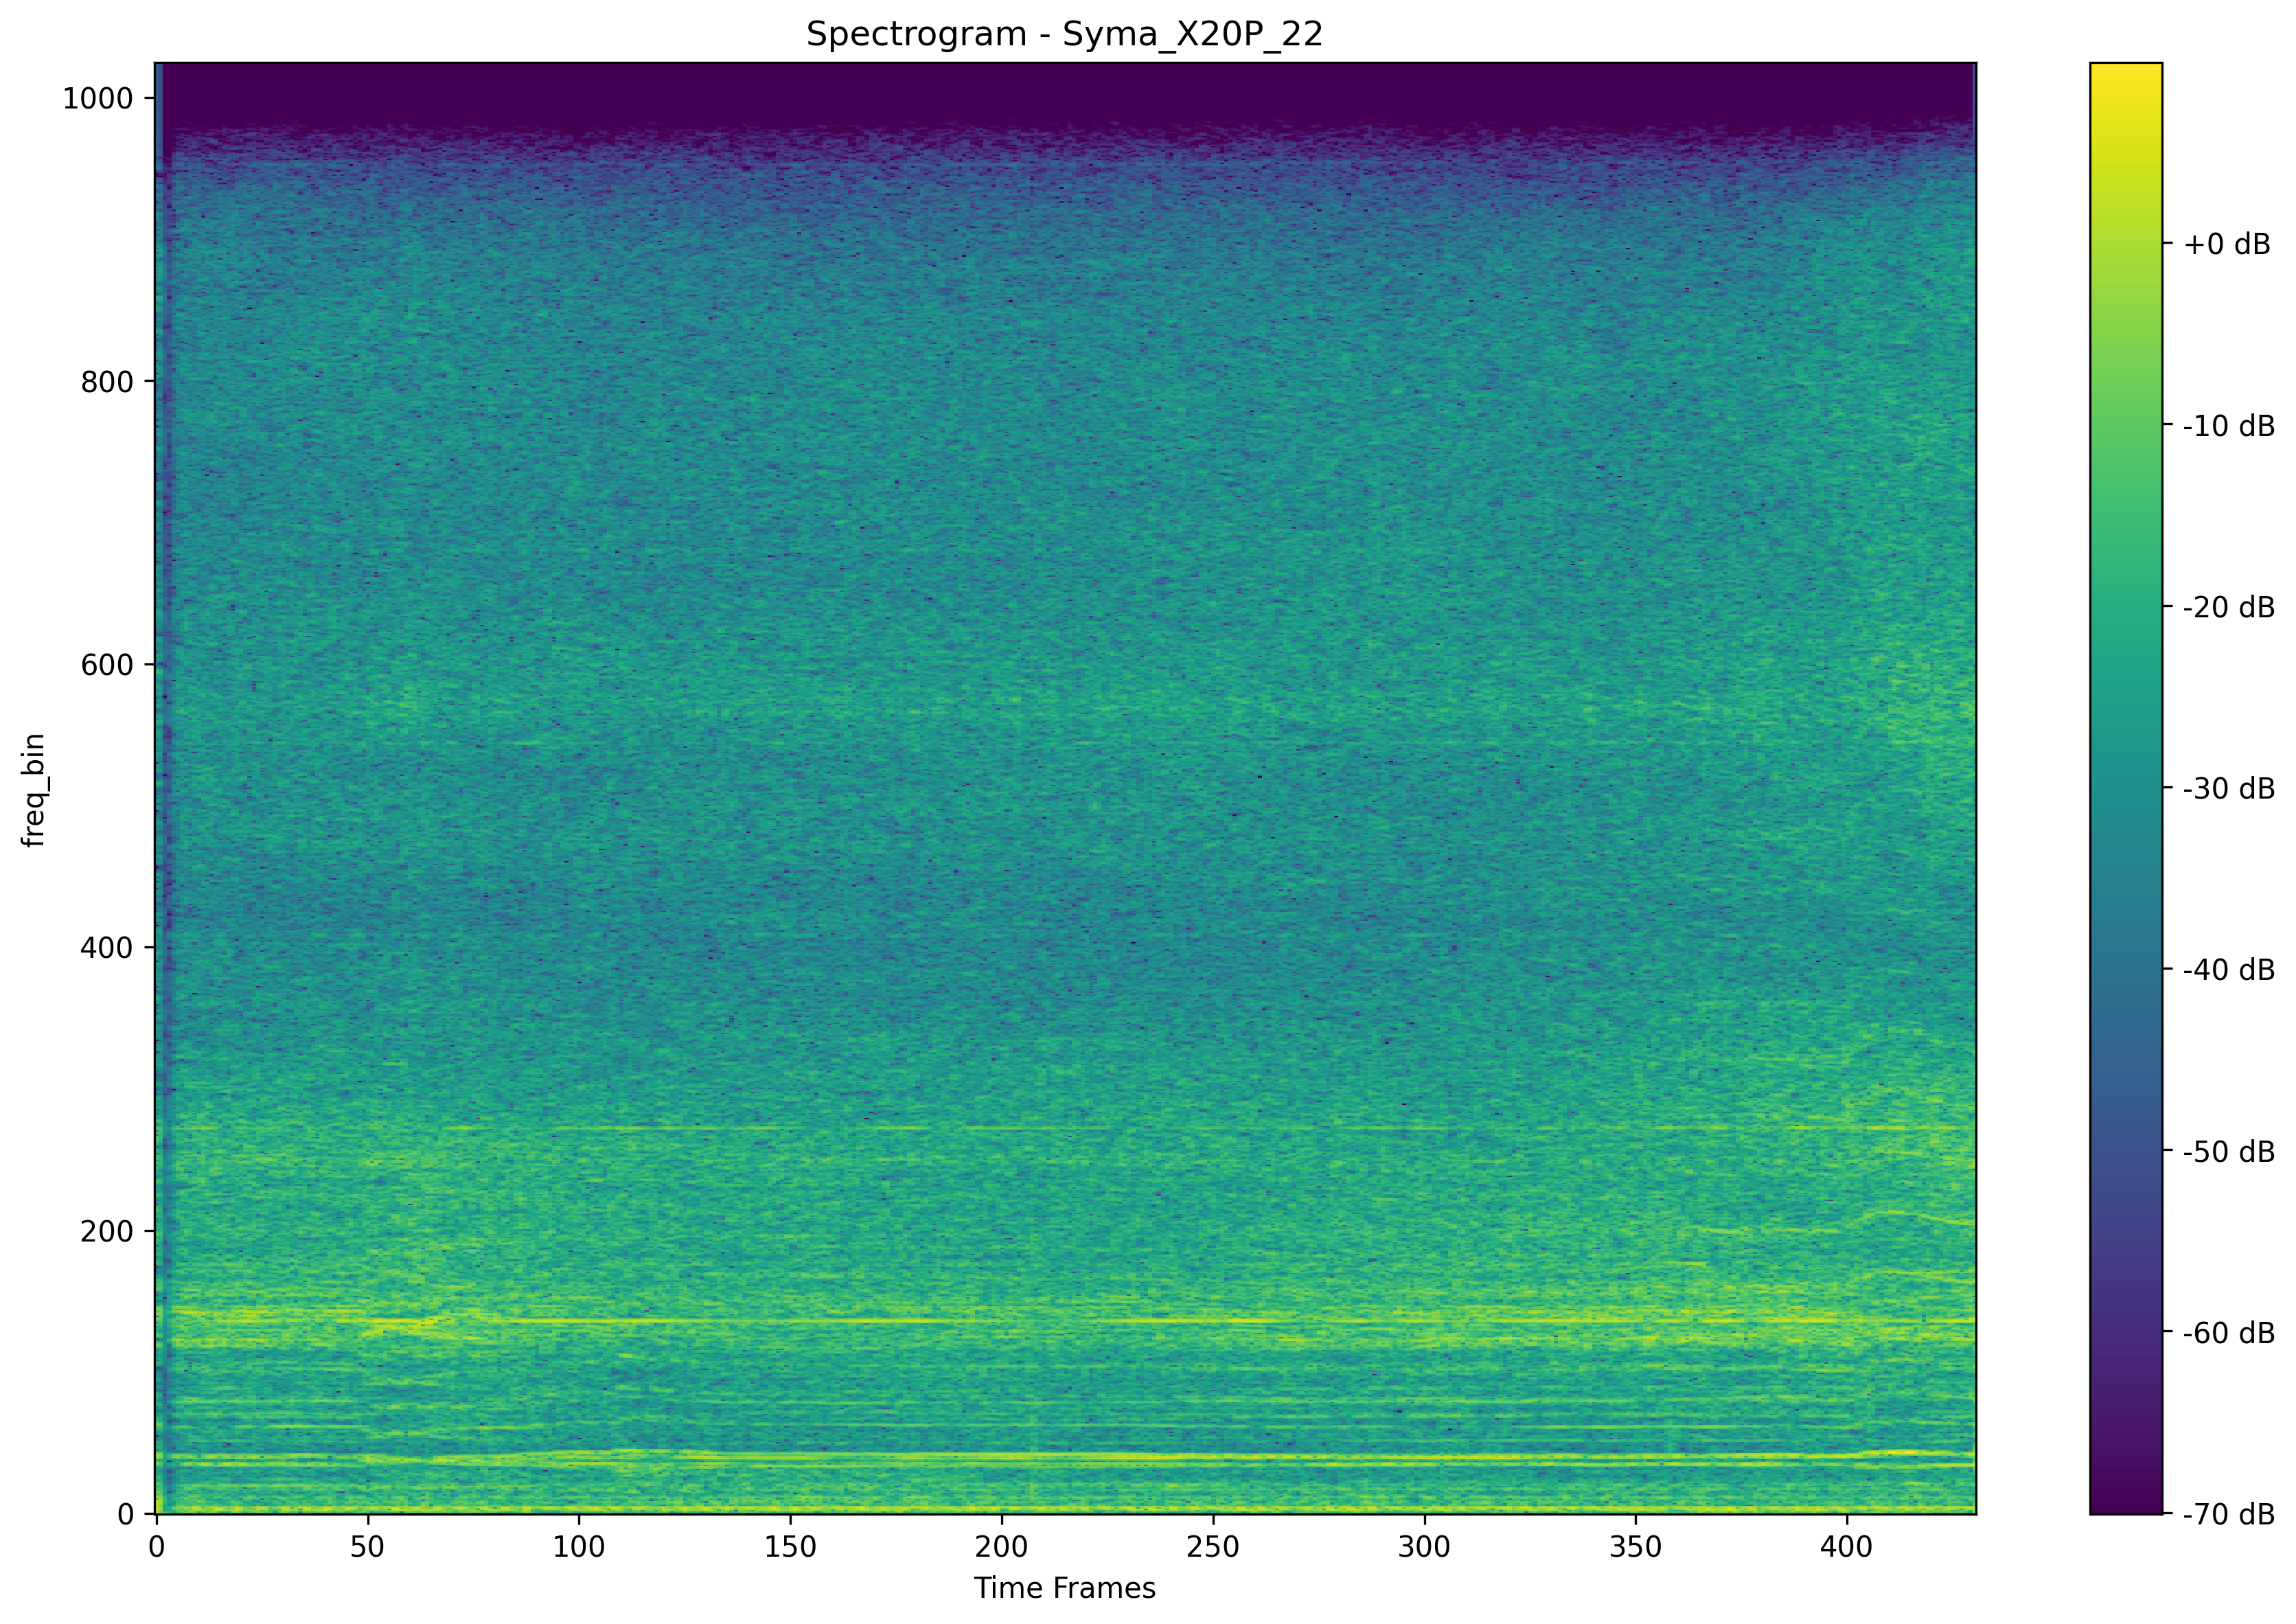 Spectrogram - Syma_X20P_22
1000
800
600
400
200
0
freq_bin
0 50 100 150 200 250 300 350 400
Time Frames
+0 dB
-10 dB
-20 dB
-30 dB
-40 dB
-50 dB
-60 dB
-70 dB